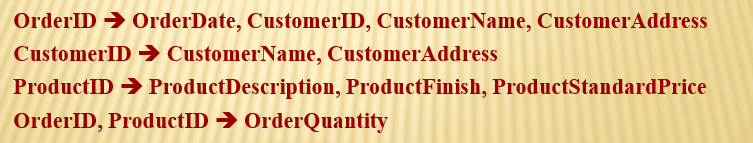 OrderID ➔ OrderDate, CustomerID, CustomerName, CustomerAddress
CustomerID ➔ CustomerName, CustomerAddress
ProductID ➔ ProductDescription, ProductFinish, ProductStandardPrice
OrderID, ProductID ➔ OrderQuantity